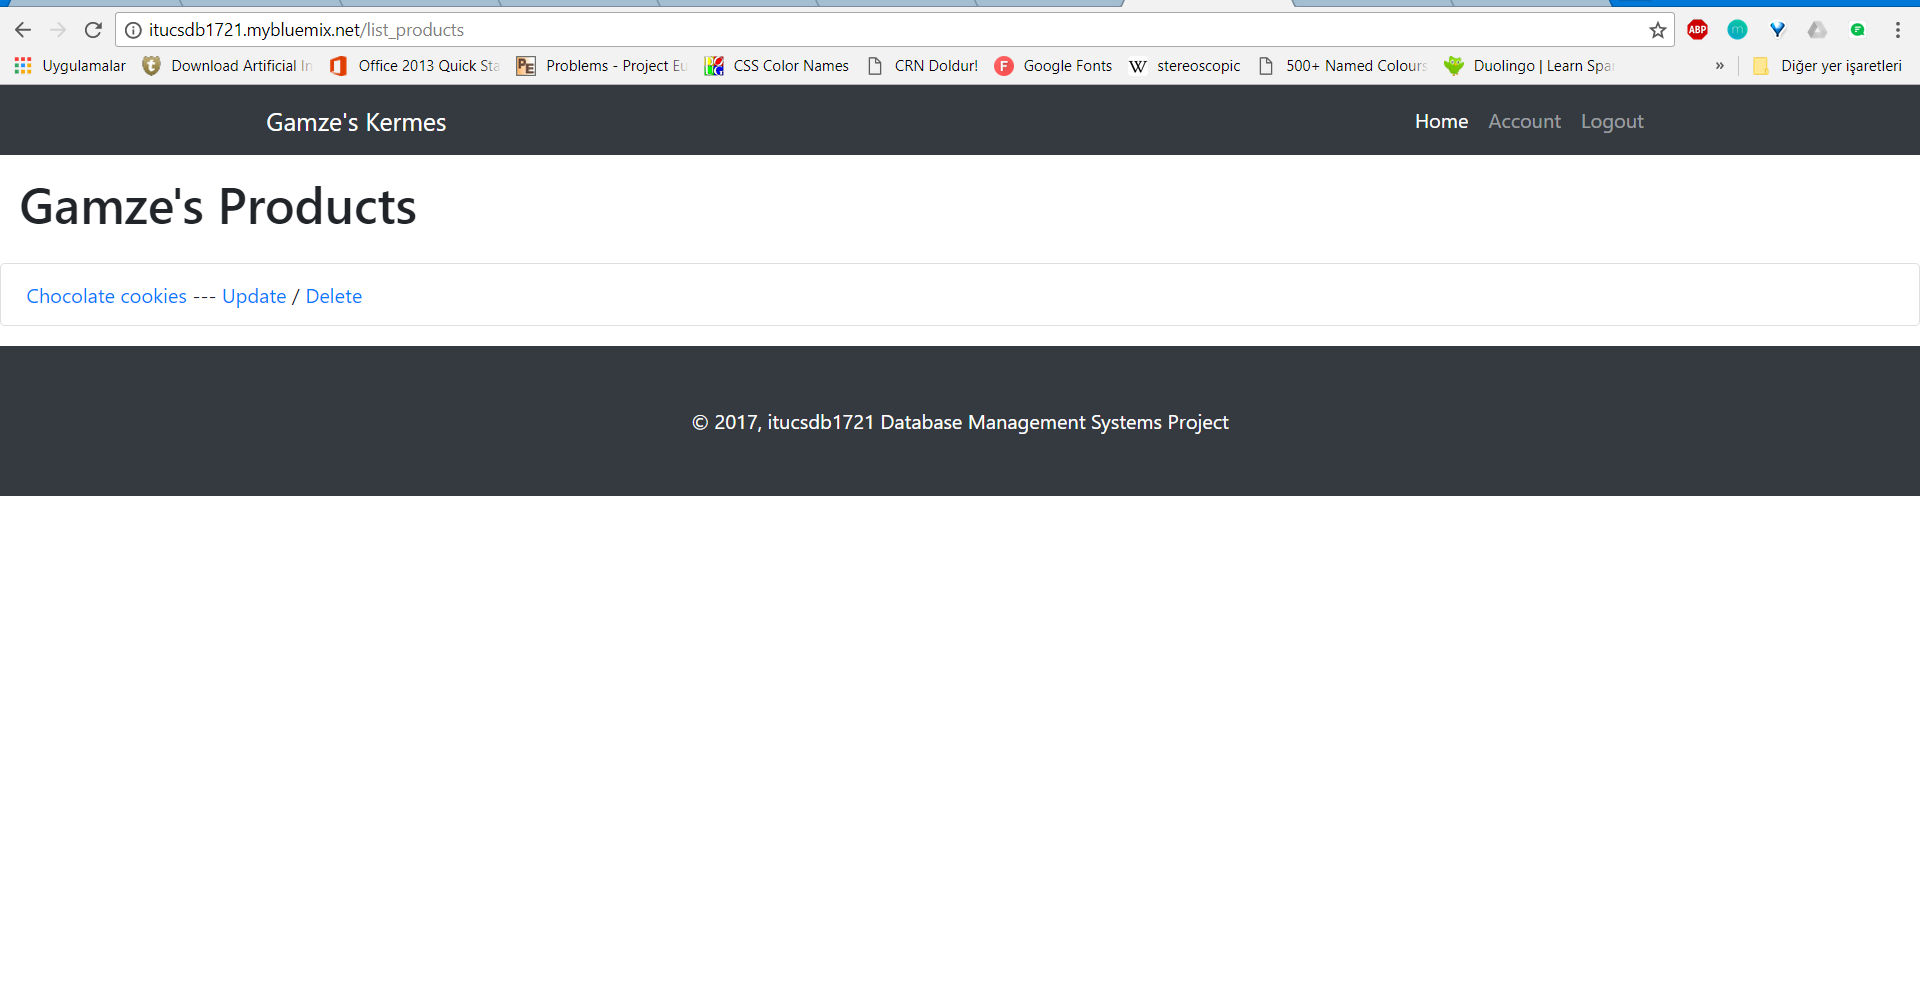 itucsdb1721.mybluemix.net/list_products
ABP m
Uygulamalar Download Artificial In Office 2013 Quick Sta PE Problems - Project Eu CSS Color Names CRN Doldur! F Google Fonts W stereoscopic 500+ Named Colours Duolingo | Learn Spa » Diğer yer işaretleri
Gamze's Kermes Home Account Logout
Gamze's Products
Chocolate cookies --- Update / Delete
© 2017, itucsdb1721 Database Management Systems Project